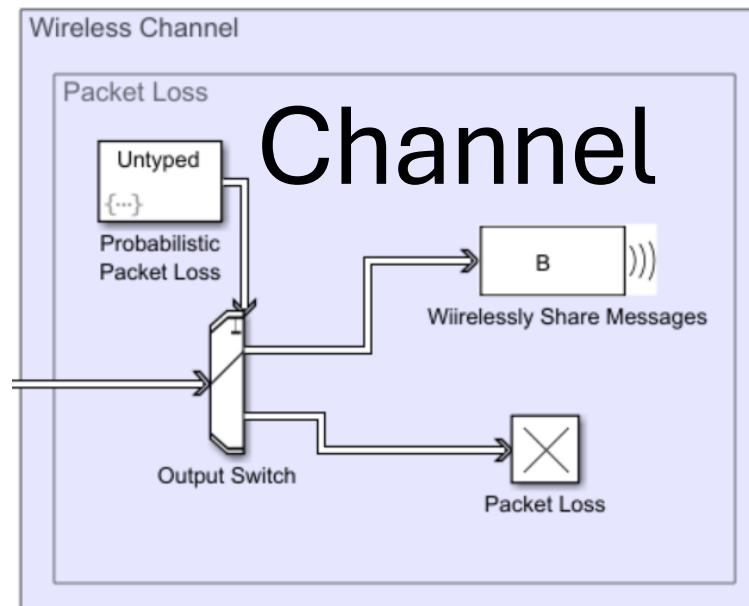 Wireless Channel
Packet Loss
Channel
Untyped
{...}
Probabilistic
Packet Loss
B
Wiirelessly Share Messages
Output Switch
Packet Loss